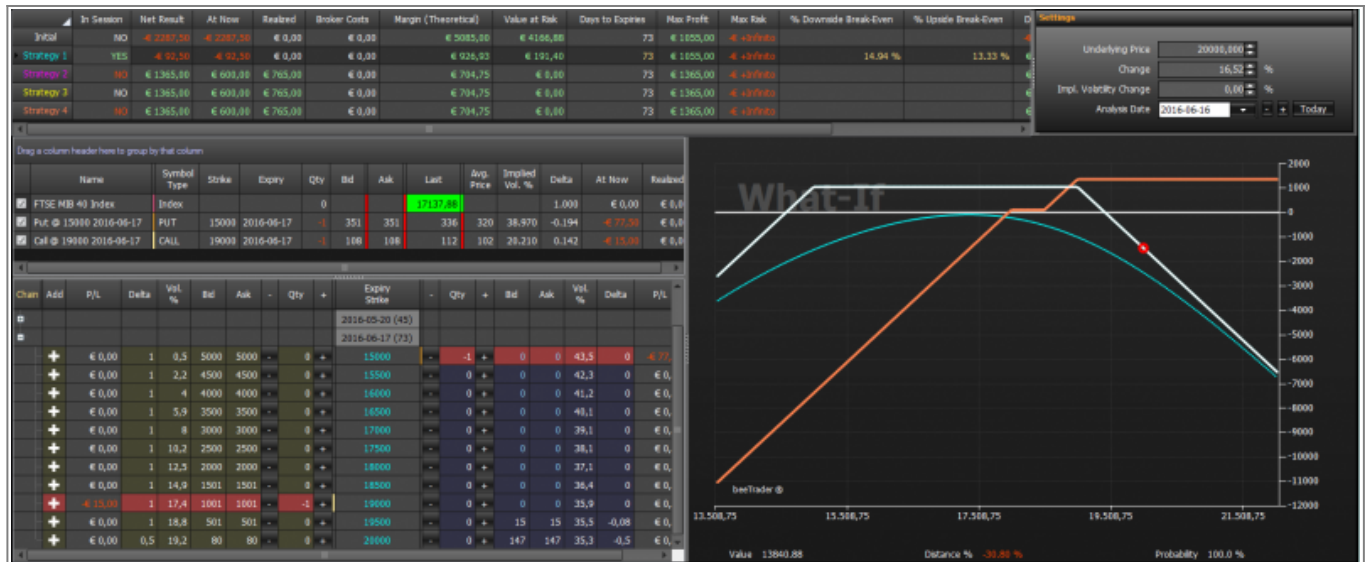 In Session Net Result At Now Realized Broker Costs Margin (Theoretical) Value at Risk Days to Expiries Max Profit Max Risk % Downside Break-Even % Upside Break-Even D
Initial NO -€ 2287,50 -€ 2287,50 € 0,00 € 0,00 € 5085,00 € 4166,88 73 € 1055,00 -€ +Infinito
Strategy 1 YES -€ 92,50 -€ 92,50 € 0,00 € 0,00 € 926,93 € 191,40 73 € 1055,00 -€ +Infinito 14.94 % 13.33 %
Strategy 2 NO € 1365,00 € 600,00 € 765,00 € 0,00 € 704,75 € 0,00 73 € 1365,00 -€ +Infinito
Strategy 3 NO € 1365,00 € 600,00 € 765,00 € 0,00 € 704,75 € 0,00 73 € 1365,00 -€ +Infinito
Strategy 4 NO € 1365,00 € 600,00 € 765,00 € 0,00 € 704,75 € 0,00 73 € 1365,00 -€ +Infinito
Settings
Underlying Price 20000,000
Change 16,52 %
Impl. Volatility Change 0,00 %
Analysis Date 2016-06-16 - + Today
Drag a column header here to group by that column
Name Symbol Type Strike Expiry Qty Bid Ask Last Avg. Price Implied Vol. % Delta At Now Realized
FTSE MIB 40 Index Index 0 17137,88 1.000 € 0,00 € 0,0
Put @ 15000 2016-06-17 PUT 15000 2016-06-17 -1 351 351 336 320 38.970 -0.194 -€ 77,50 € 0,0
Call @ 19000 2016-06-17 CALL 19000 2016-06-17 -1 108 108 112 102 20.210 0.142 -€ 15,00 € 0,0
Chain Add P/L Delta Vol. % Bid Ask - Qty + Expiry Strike - Qty + Bid Ask Vol. % Delta P/L
2016-05-20 (45)
2016-06-17 (73)
+ € 0,00 1 0,5 5000 5000 - 0 + 15000 - -1 + 0 0 43,5 0 -€ 77,
+ € 0,00 1 2,2 4500 4500 - 0 + 15500 - 0 + 0 0 42,3 0 € 0,
+ € 0,00 1 4 4000 4000 - 0 + 16000 - 0 + 0 0 41,2 0 € 0,
+ € 0,00 1 5,9 3500 3500 - 0 + 16500 - 0 + 0 0 40,1 0 € 0,
+ € 0,00 1 8 3000 3000 - 0 + 17000 - 0 + 0 0 39,1 0 € 0,
+ € 0,00 1 10,2 2500 2500 - 0 + 17500 - 0 + 0 0 38,1 0 € 0,
+ € 0,00 1 12,5 2000 2000 - 0 + 18000 - 0 + 0 0 37,1 0 € 0,
+ € 0,00 1 14,9 1501 1501 - 0 + 18500 - 0 + 0 0 36,4 0 € 0,
+ -€ 15,00 1 17,4 1001 1001 - -1 + 19000 - 0 + 0 0 35,9 0 € 0,
+ € 0,00 1 18,8 501 501 - 0 + 19500 - 0 + 15 15 35,5 -0,08 € 0,
+ € 0,00 0,5 19,2 80 80 - 0 + 20000 - 0 + 147 147 35,3 -0,5 € 0,
What-If
2000
1000
0
-1000
-2000
-3000
-4000
-5000
-6000
-7000
-8000
-9000
-10000
-11000
-12000
beeTrader ®
13.508,75 15.508,75 17.508,75 19.508,75 21.508,75
Value 13840.88 Distance % -30.80 % Probability 100.0 %